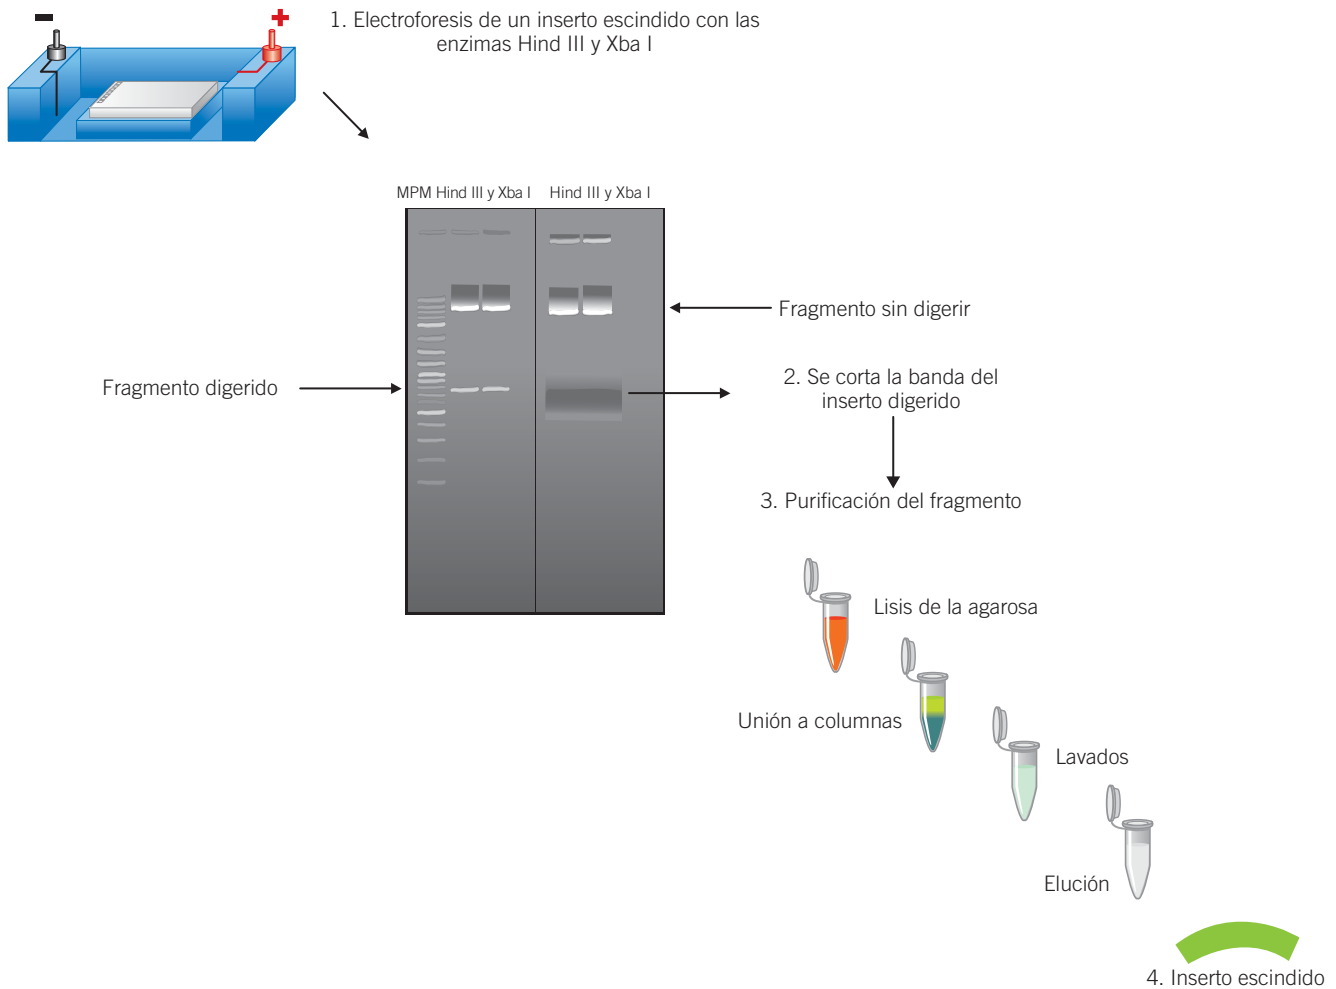 1. Electroforesis de un inserto escindido con las
enzimas Hind III y Xba I
MPM Hind III y Xba I
Hind III y Xba I
Fragmento sin digerir
Fragmento digerido
2. Se corta la banda del
inserto digerido
3. Purificación del fragmento
Lisis de la agarosa
Unión a columnas
Lavados
Elución
4. Inserto escindido